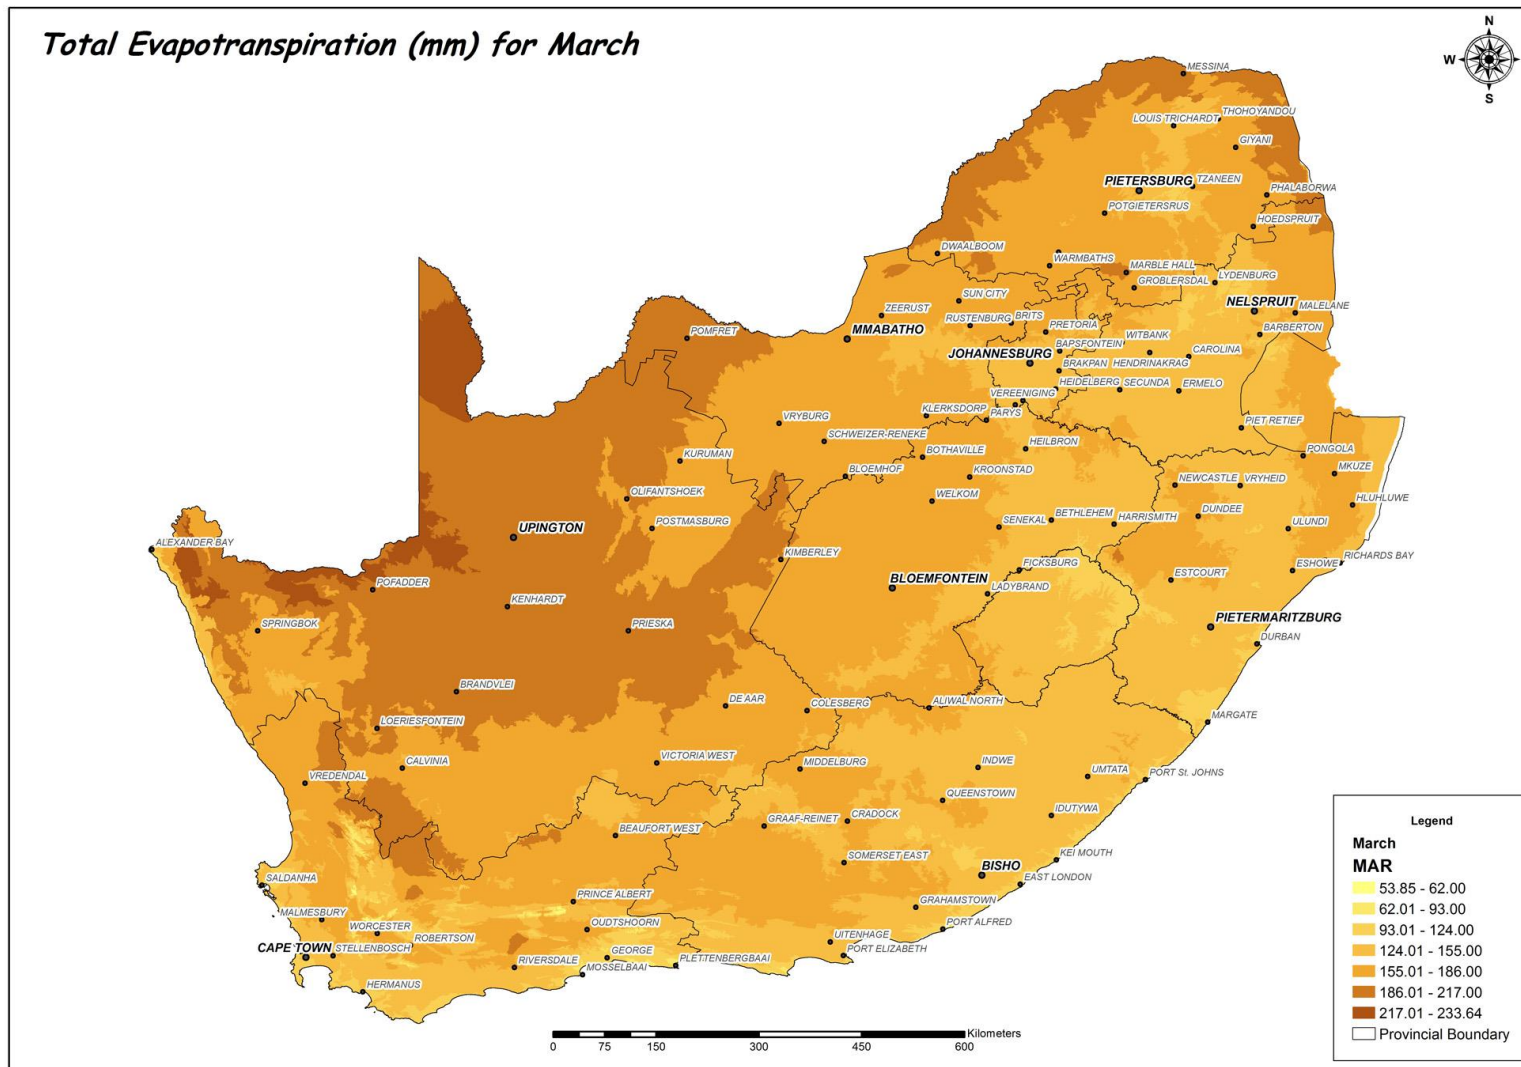 Total Evapotranspiration (mm) for March
N
W
S
MESSINA
THOHOYANDOU
LOUIS TRICHARDT
GIYANI
PIETERSBURG
TZANEEN
PHALABORWA
POTGIETERSRUS
HOEDSPRUIT
DWAALBOOM
WARMBATHS
MARBLE HALL
GROBLERSDAL
LYDENBURG
SUN CITY
NELSPRUIT
MALELANE
ZEERUST
RUSTENBURG
BRITS
PRETORIA
MMABATHO
POMFRET
WITBANK
BARBERTON
JOHANNESBURG
BAPSFONTEIN
BRAKPAN
HENDRINAKRAG
CAROLINA
HEIDELBERG
SECUNDA
ERMELO
VEREENIGING
KLERKSDORP
PARYS
VRYBURG
PIET RETIEF
SCHWEIZER-RENEKE
KURUMAN
BOTHAVILLE
HEILBRON
PONGOLA
BLOEMHOF
KROONSTAD
MKUZE
OLIFANTSHOEK
WELKOM
NEWCASTLE
VRYHEID
HLUHLUWE
UPINGTON
POSTMASBURG
SENEKAL
BETHLEHEM
HARRISMITH
DUNDEE
ULUNDI
ALEXANDER BAY
KIMBERLEY
RICHARDS BAY
POFADDER
BLOEMFONTEIN
FICKSBURG
ESTCOURT
ESHOWE
KENHARDT
LADYBRAND
SPRINGBOK
PRIESKA
PIETERMARITZBURG
DURBAN
BRANDVLEI
DE AAR
COLESBERG
ALIWAL NORTH
MARGATE
LOERIESFONTEIN
CALVINIA
VICTORIA WEST
MIDDELBURG
INDWE
UMTATA
PORT St. JOHNS
VREDENDAL
QUEENSTOWN
IDUTYWA
BEAUFORT WEST
GRAAF-REINET
CRADOCK
SOMERSET EAST
BISHO
KEI MOUTH
SALDANHA
EAST LONDON
PRINCE ALBERT
GRAHAMSTOWN
MALMESBURY
WORCESTER
OUDTSHOORN
PORT ALFRED
ROBERTSON
UITENHAGE
CAPE TOWN
STELLENBOSCH
GEORGE
PLETTENBERGBAAI
PORT ELIZABETH
RIVERSDALE
MOSSELBAAI
HERMANUS
Legend
March
MAR
53.85 - 62.00
62.01 - 93.00
93.01 - 124.00
124.01 - 155.00
155.01 - 186.00
186.01 - 217.00
217.01 - 233.64
Provincial Boundary
Kilometers
0 75 150 300 450 600